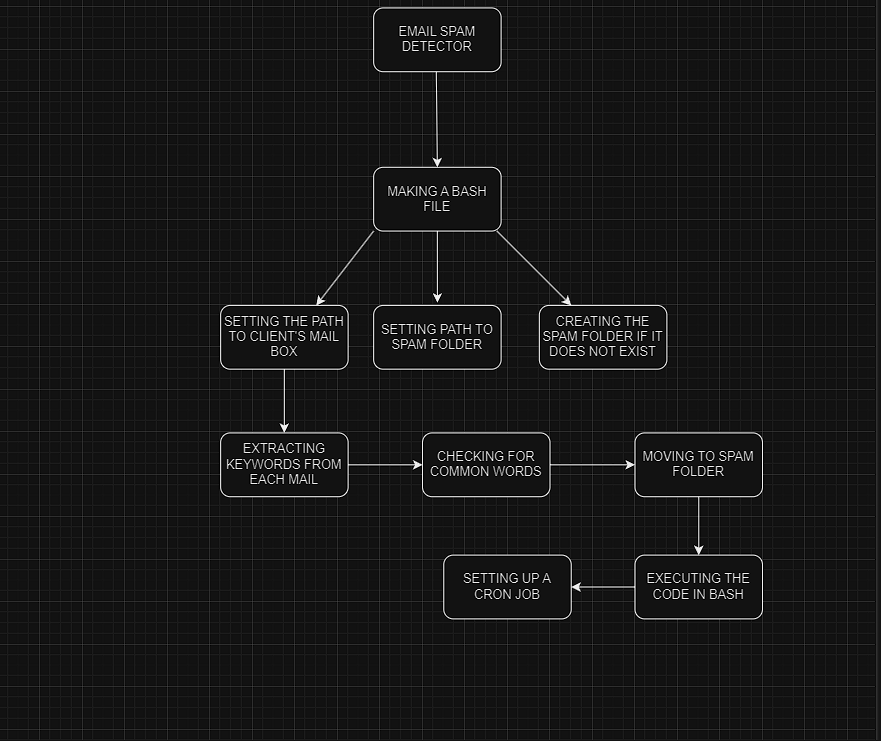 EMAIL SPAM
DETECTOR
MAKING A BASH
FILE
SETTING THE PATH
TO CLIENT'S MAIL
BOX
SETTING PATH TO
SPAM FOLDER
CREATING THE
SPAM FOLDER IF IT
DOES NOT EXIST
EXTRACTING
KEYWORDS FROM
EACH MAIL
CHECKING FOR
COMMON WORDS
MOVING TO SPAM
FOLDER
SETTING UP A
CRON JOB
EXECUTING THE
CODE IN BASH